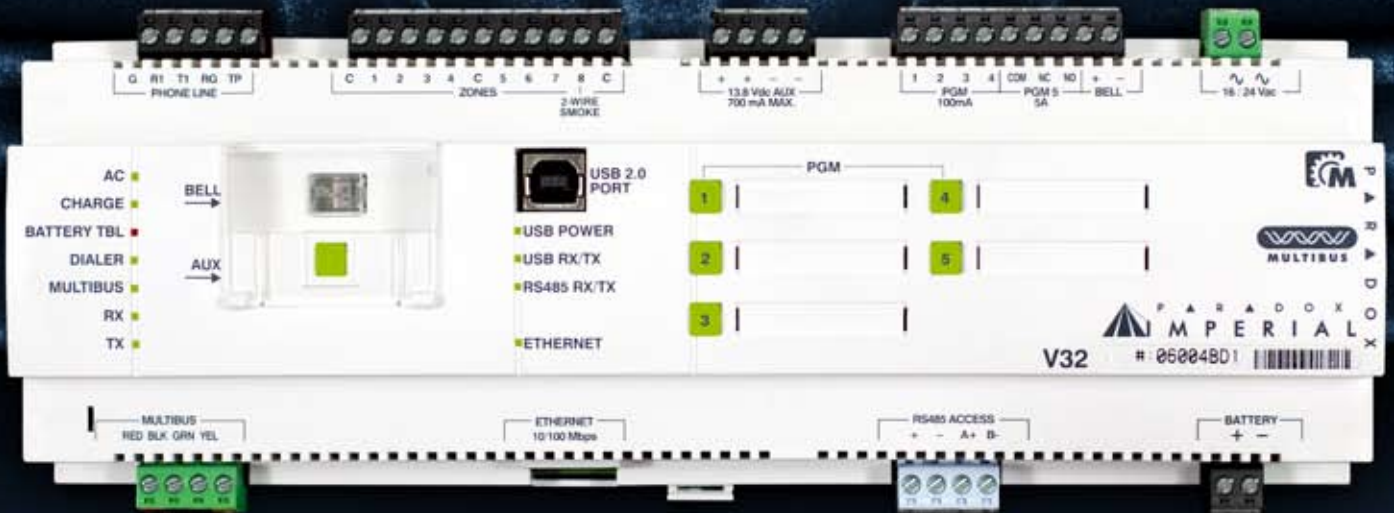 G R1 T1 RG TP
PHONE LINE
C 1 2 3 4 C 5 6 7 8 C
ZONES
2-WIRE
SMOKE
+ + - -
13.8 Vdc AUX
700 mA MAX.
1 2 3 4 COM NC NO + -
PGM
100mA
PGM 5
5A
BELL
16 : 24 Vac
AC
CHARGE
BATTERY TBL
DIALER
MULTIBUS
RX
TX
BELL
AUX
USB 2.0
PORT
USB POWER
USB RX/TX
RS485 RX/TX
ETHERNET
PGM
1
2
3
4
5
M
MULTIBUS
PARADOX
IMPERIAL
V32
#:06004BD1
PARADOX
MULTIBUS
RED BLK GRN YEL
ETHERNET
10/100 Mbps
RS485 ACCESS
+ - A+ B-
BATTERY
+ -